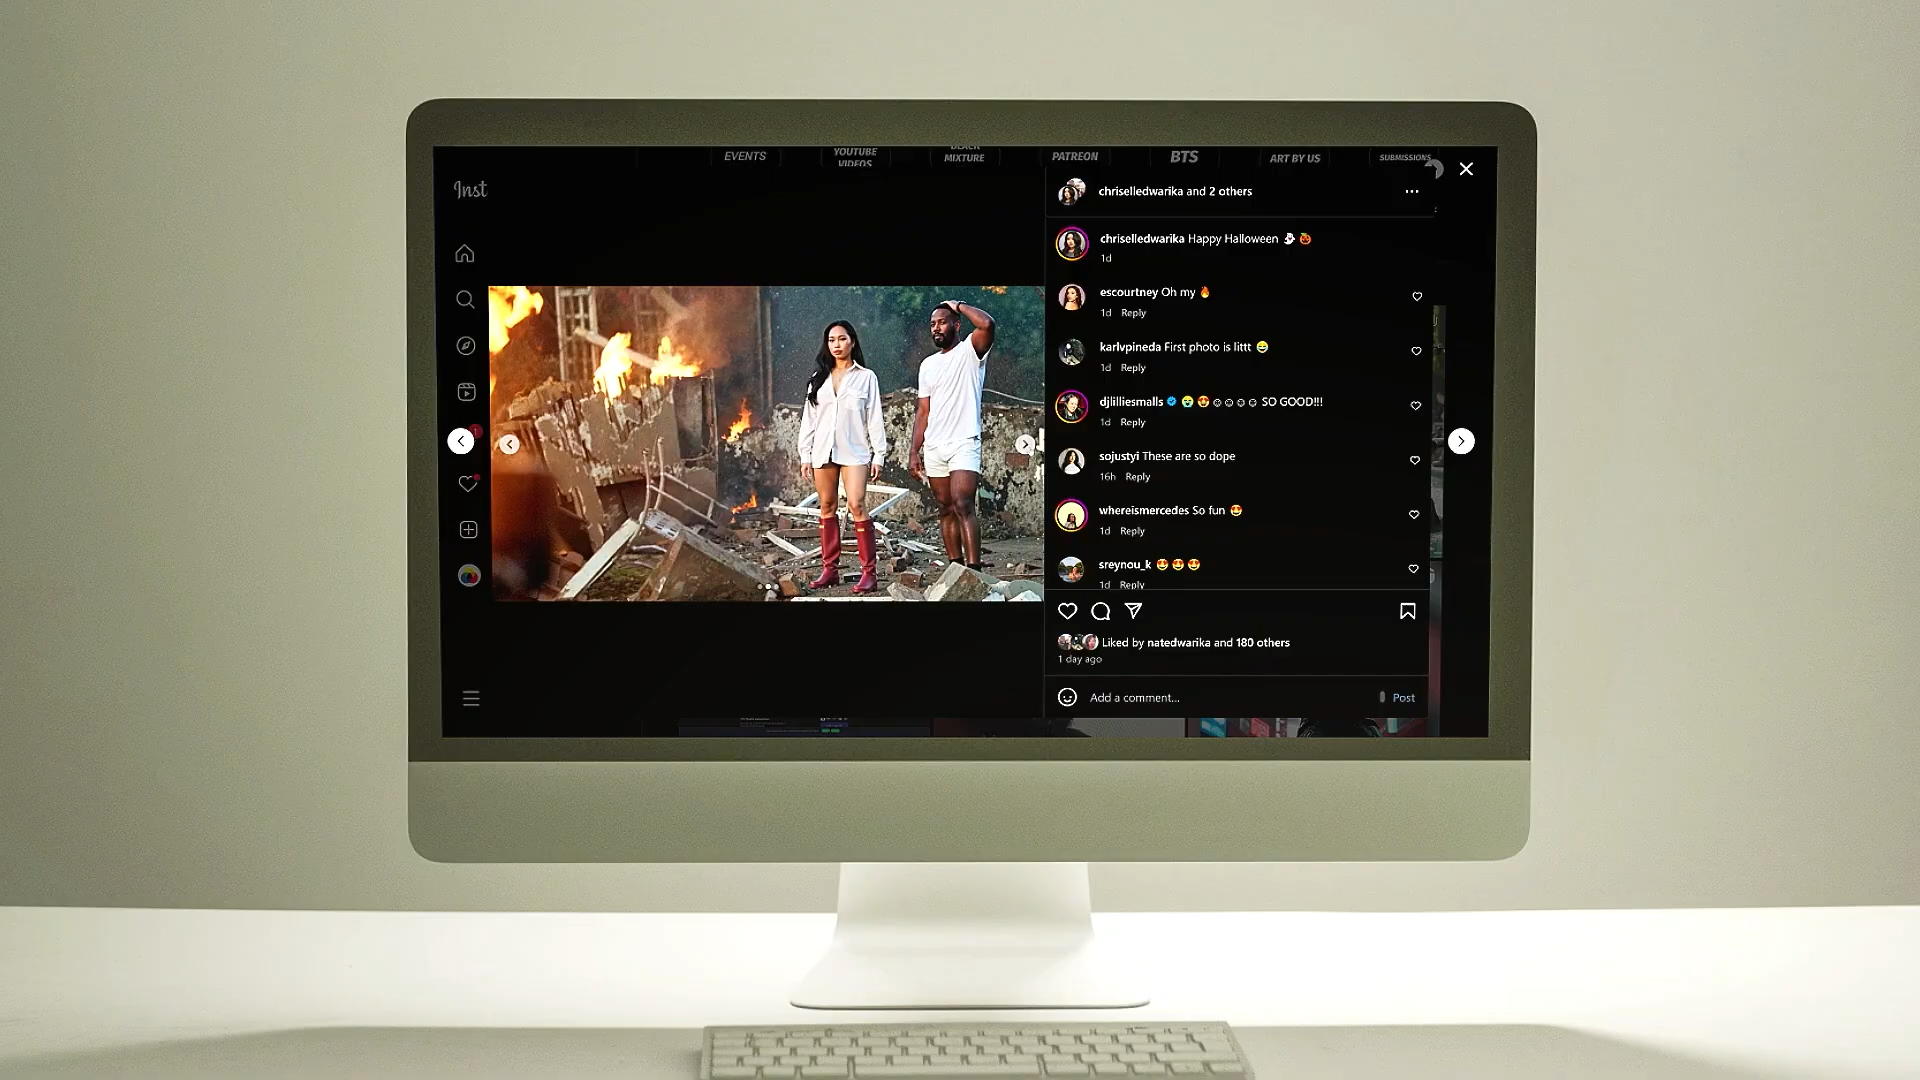 EVENTS
YOUTUBE
VIDEOS
BLACK
MIXTURE
PATREON
BTS
ART BY US
SUBMISSIONS
Inst
chriselledwarika and 2 others
chriselledwarika Happy Halloween 👻 🎃
1d
escourtney Oh my 🔥
1d Reply
karlvpineda First photo is littt 😂
1d Reply
djlilliesmalls 😭 😍 ☺☺☺☺ SO GOOD!!!
1d Reply
sojustyi These are so dope
16h Reply
whereismercedes So fun 😍
1d Reply
sreynou_k 😍 😍 😍
1d Reply
Liked by natedwarika and 180 others
1 day ago
Add a comment...
Post